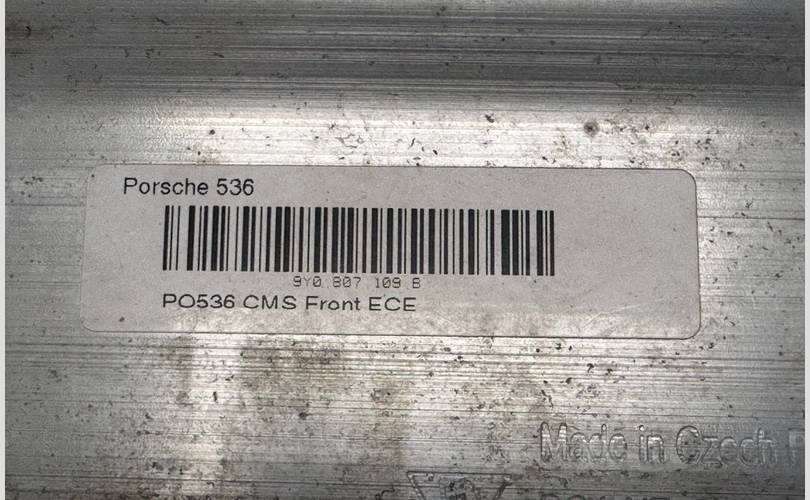 Porsche 536
9Y0 807 109 B
PO536 CMS Front ECE
Made in Czech